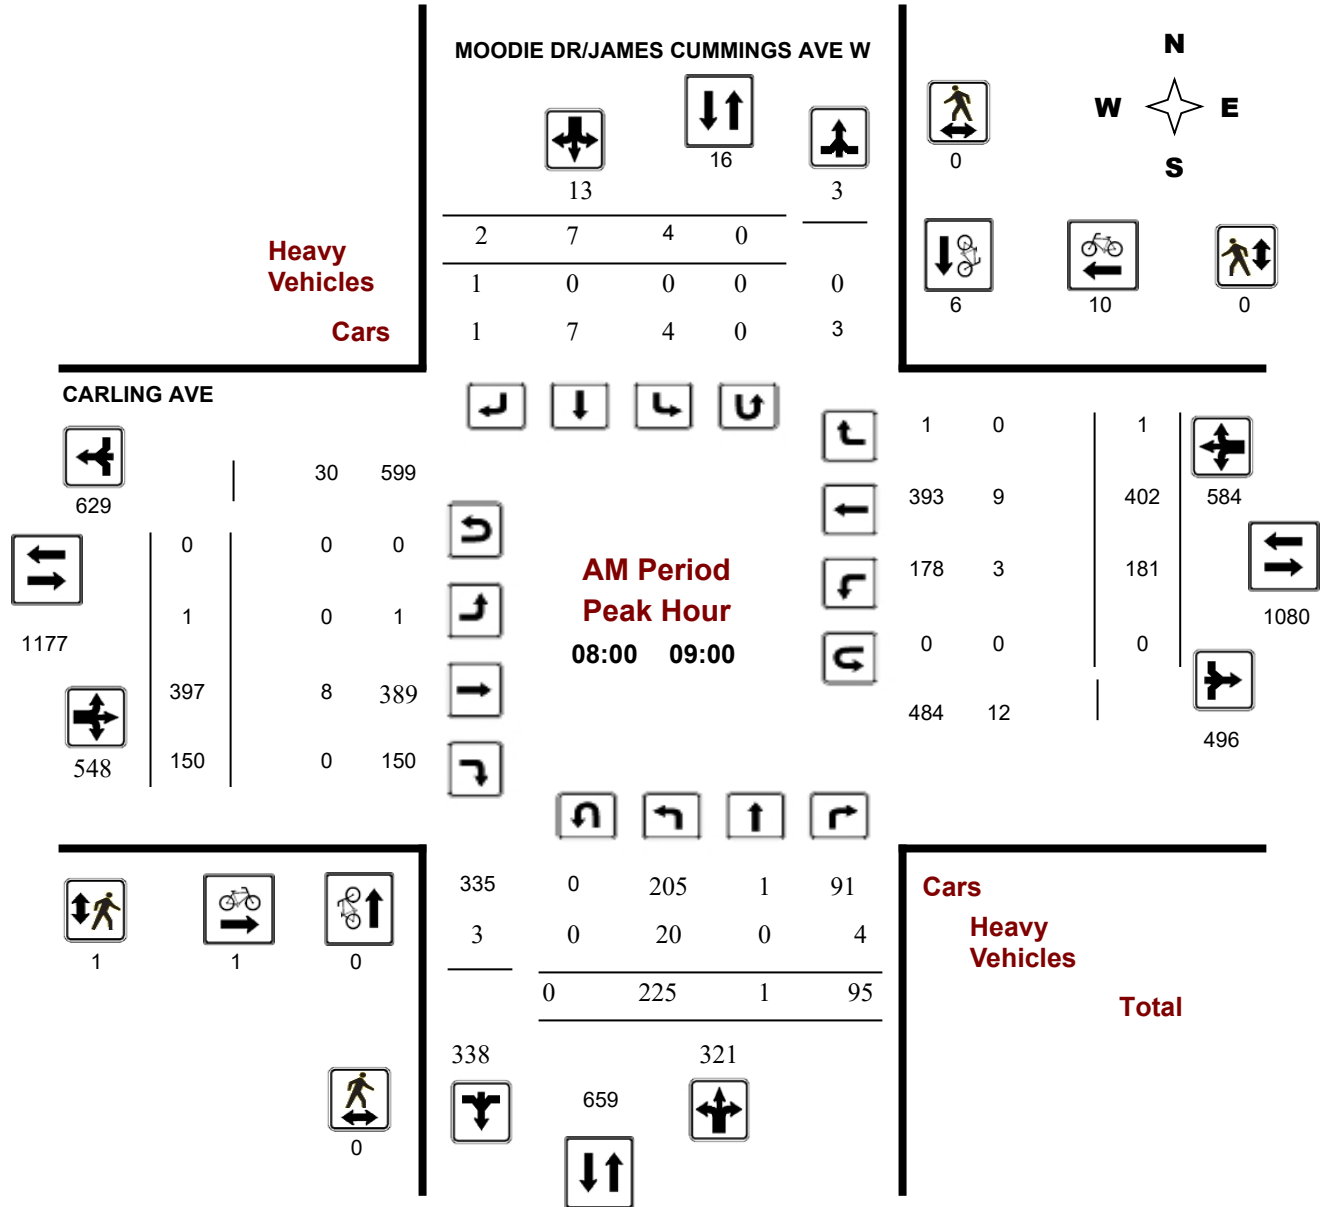 MOODIE DR/JAMES CUMMINGS AVE W
N
W E
S
16
13 3
0
2 7 4 0
Heavy
Vehicles
1 0 0 0 0
6 10 0
Cars
1 7 4 0 3
CARLING AVE
1 0 1
30 599
629
393 9 402 584
0 0 0
AM Period
178 3 181
Peak Hour
1 0 1
1080
1177
08:00 09:00
0 0 0
397 8 389
484 12
496
548
150 0 150
335 0 205 1 91
Cars
3 0 20 0 4
Heavy
Vehicles
1 1 0
0 225 1 95
Total
338 321
659
0